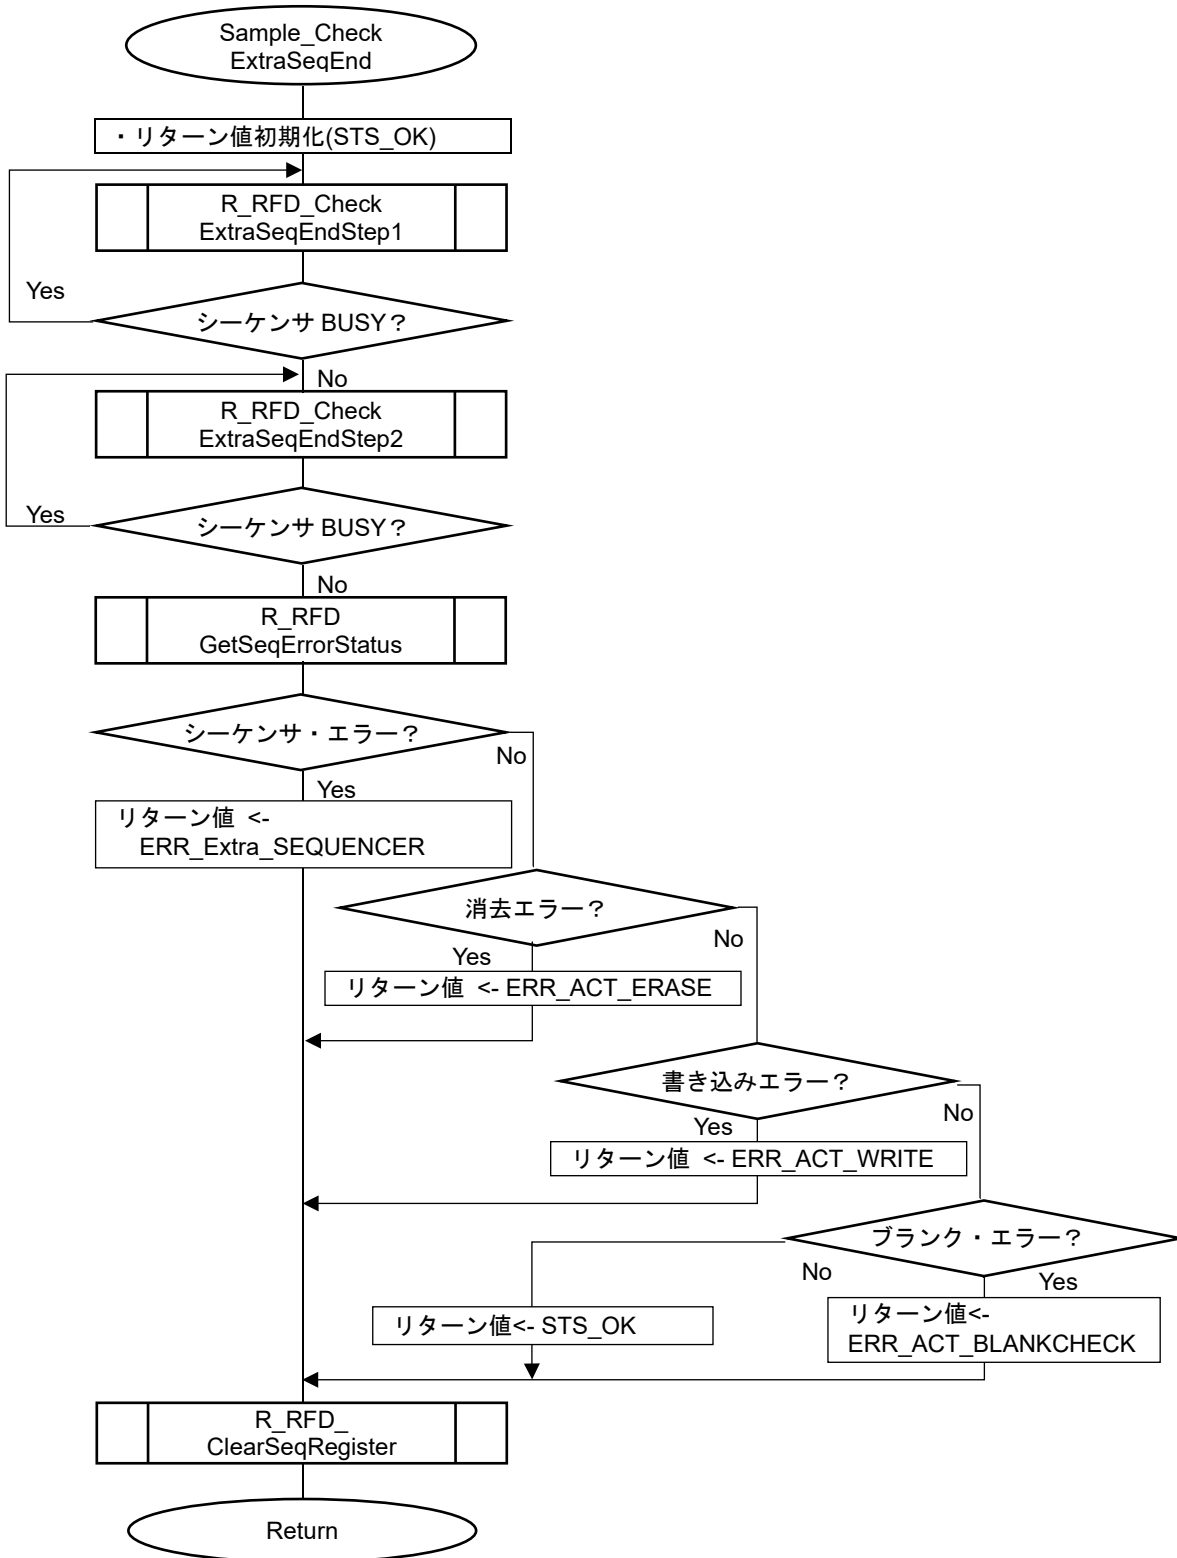 Sample_Check
ExtraSeqEnd
・リターン値初期化(STS_OK)
R_RFD_Check
ExtraSeqEndStep1
Yes
シーケンサ BUSY？
No
R_RFD_Check
ExtraSeqEndStep2
Yes
シーケンサ BUSY？
No
R_RFD
GetSeqErrorStatus
シーケンサ・エラー？
No
Yes
リターン値 <-
ERR_Extra_SEQUENCER
消去エラー？
No
Yes
リターン値 <- ERR_ACT_ERASE
書き込みエラー？
No
Yes
リターン値 <- ERR_ACT_WRITE
ブランク・エラー？
No
Yes
リターン値<- STS_OK
リターン値<-
ERR_ACT_BLANKCHECK
R_RFD_
ClearSeqRegister
Return